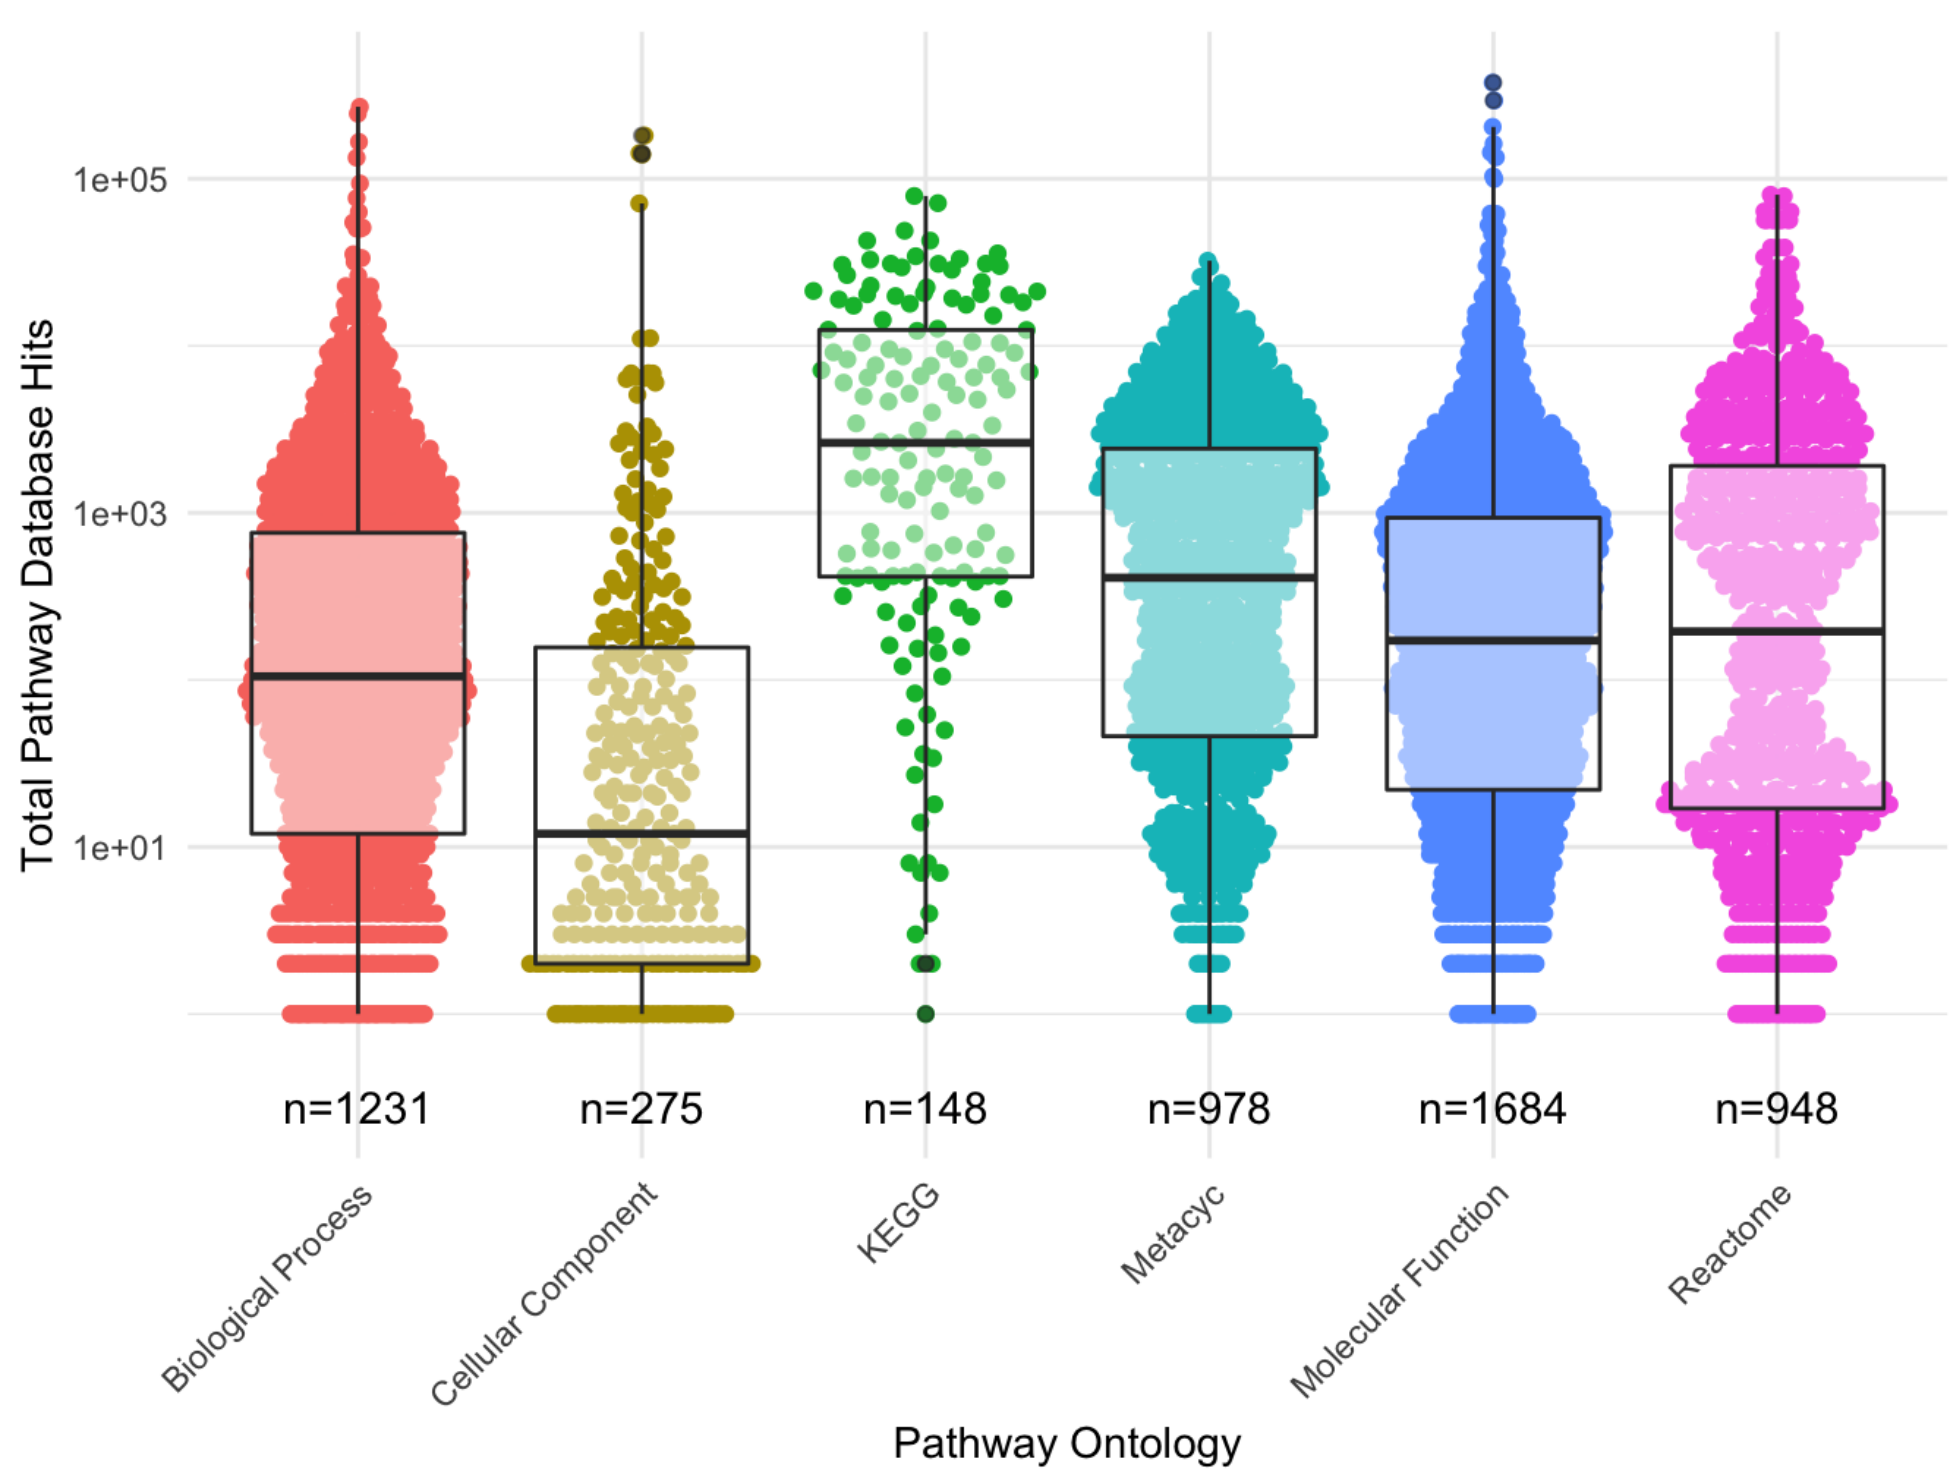 Total Pathway Database Hits
1e+05
1e+03
1e+01
n=1231
n=275
n=148
n=978
n=1684
n=948
Biological Process
Cellular Component
KEGG
Metacyc
Molecular Function
Reactome
Pathway Ontology